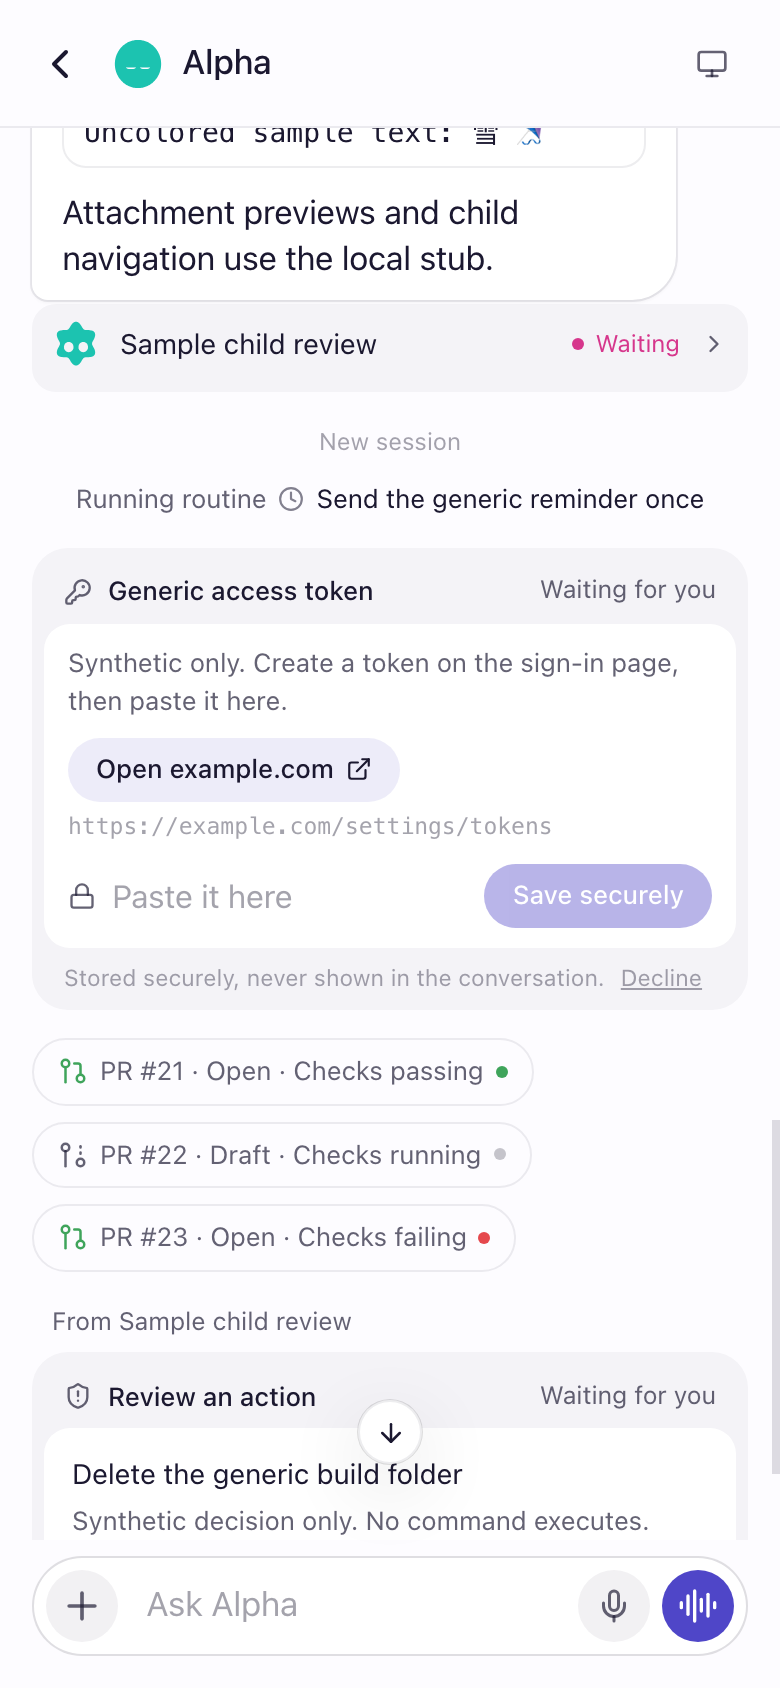 Alpha
Uncolored sample text:
Attachment previews and child
navigation use the local stub.
Sample child review
Waiting
New session
Running routine Send the generic reminder once
Generic access token
Waiting for you
Synthetic only. Create a token on the sign-in page,
then paste it here.
Open example.com
https://example.com/settings/tokens
Paste it here
Save securely
Stored securely, never shown in the conversation. Decline
PR #21 · Open · Checks passing
PR #22 · Draft · Checks running
PR #23 · Open · Checks failing
From Sample child review
Review an action
Waiting for you
Delete the generic build folder
Synthetic decision only. No command executes.
Ask Alpha